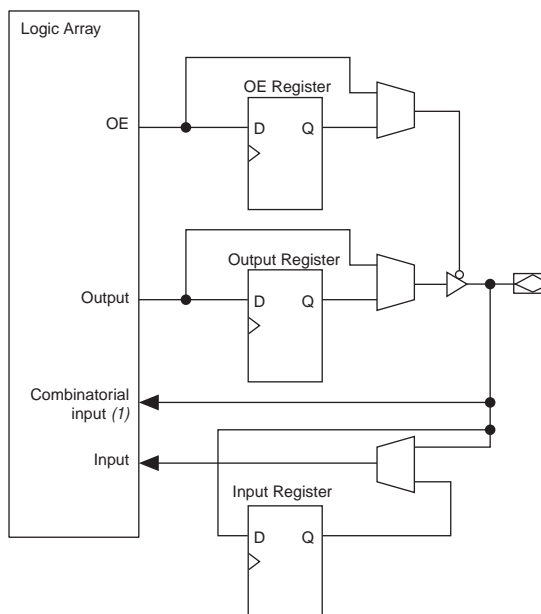 Logic Array
OE Register
OE
D Q
Output Register
Output
D Q
Combinatorial
input (1)
Input
Input Register
D Q